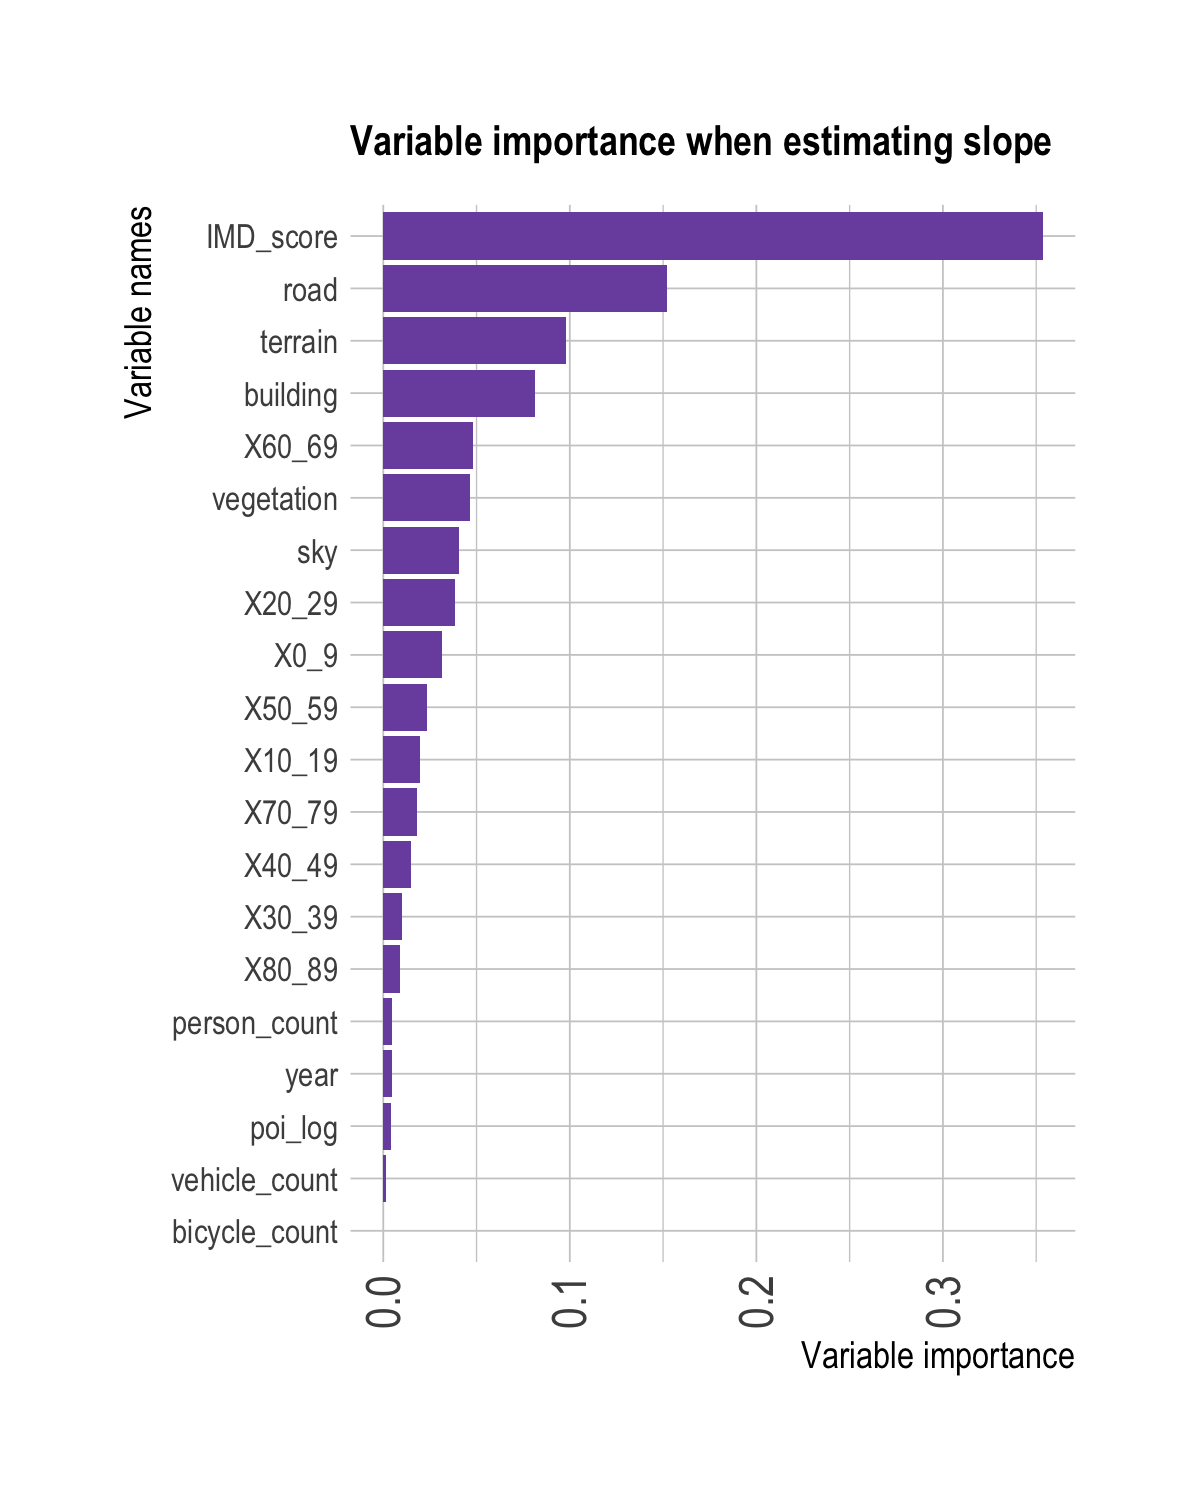 Variable importance when estimating slope
Variable names
IMD_score
road
terrain
building
X60_69
vegetation
sky
X20_29
X0_9
X50_59
X10_19
X70_79
X40_49
X30_39
X80_89
person_count
year
poi_log
vehicle_count
bicycle_count
0.0
0.1
0.2
0.3
Variable importance